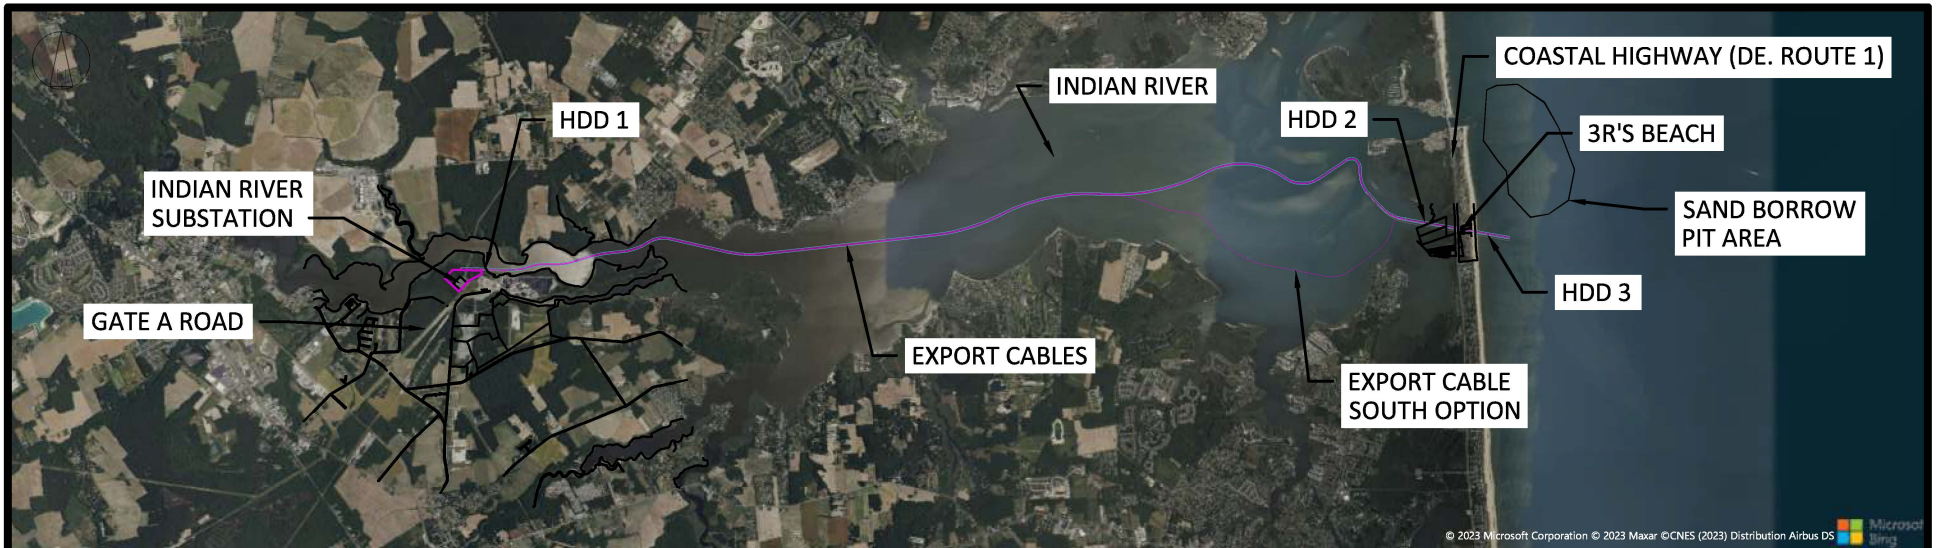 COASTAL HIGHWAY (DE. ROUTE 1)
INDIAN RIVER
HDD 1
HDD 2
3R'S BEACH
INDIAN RIVER
SUBSTATION
SAND BORROW
PIT AREA
HDD 3
GATE A ROAD
EXPORT CABLES
EXPORT CABLE
SOUTH OPTION
© 2023 Microsoft Corporation © 2023 Maxar ©CNES (2023) Distribution Airbus DS
Microsoft
Bing